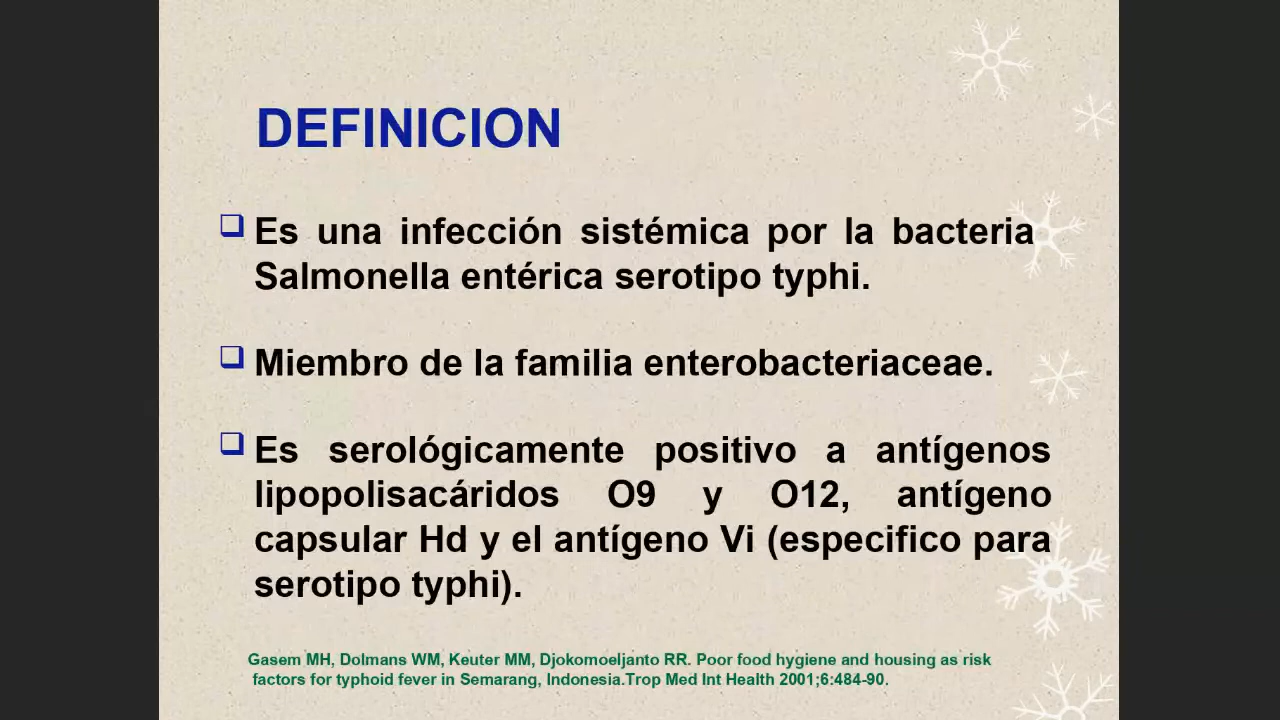 DEFINICION
Es una infección sistémica por la bacteria
Salmonella entérica serotipo typhi.
Miembro de la familia enterobacteriaceae.
Es serológicamente positivo a antígenos
lipopolisacáridos O9 y O12, antígeno
capsular Hd y el antígeno Vi (especifico para
serotipo typhi).
Gasem MH, Dolmans WM, Keuter MM, Djokomoeljanto RR. Poor food hygiene and housing as risk
factors for typhoid fever in Semarang, Indonesia.Trop Med Int Health 2001;6:484-90.